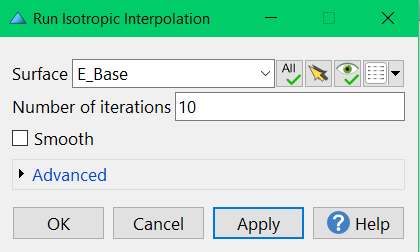 Run Isotropic Interpolation
Surface E_Base All
Number of iterations 10
Smooth
Advanced
OK Cancel Apply ? Help